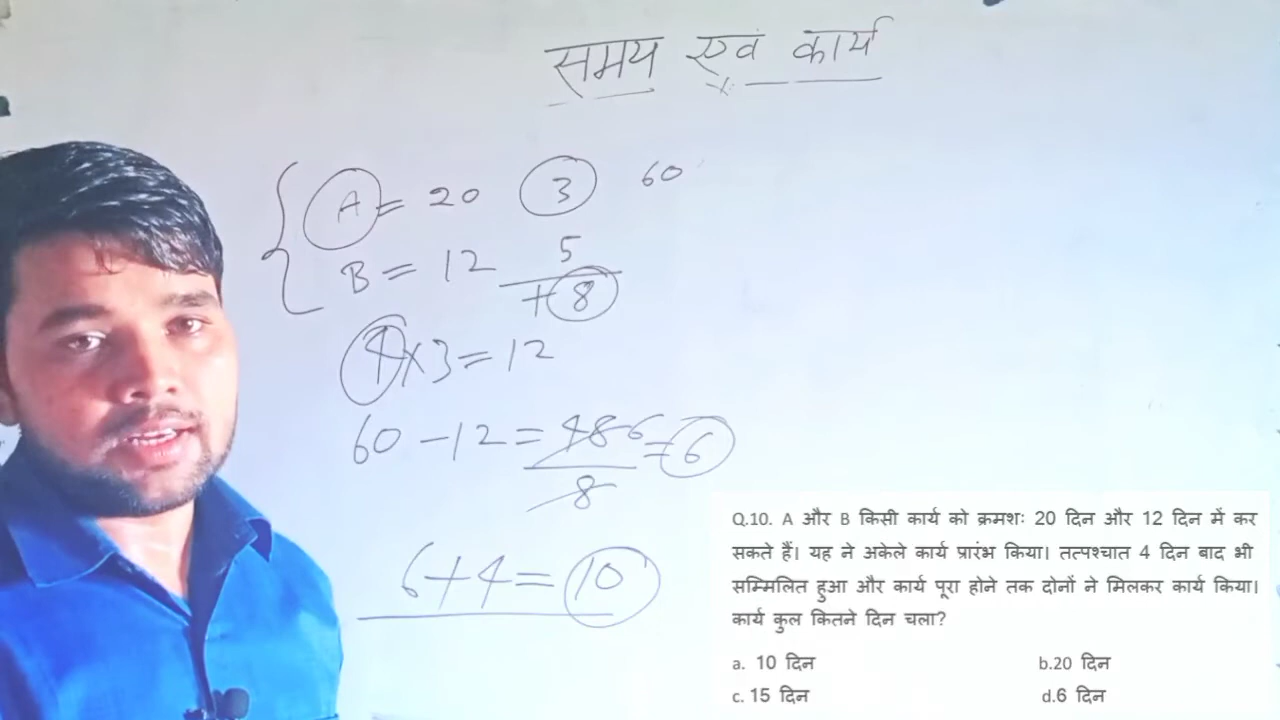 समय एवं कार्य
A = 20 3 60
B = 12 5
+8
4x3=12
60-12=48 6 =6
8
6+4=10
Q.10. A और B किसी कार्य को क्रमशः 20 दिन और 12 दिन में कर
सकते हैं। यह ने अकेले कार्य प्रारंभ किया। तत्पश्चात 4 दिन बाद भी
सम्मिलित हुआ और कार्य पूरा होने तक दोनों ने मिलकर कार्य किया।
कार्य कुल कितने दिन चला?
a. 10 दिन b.20 दिन
c. 15 दिन d.6 दिन